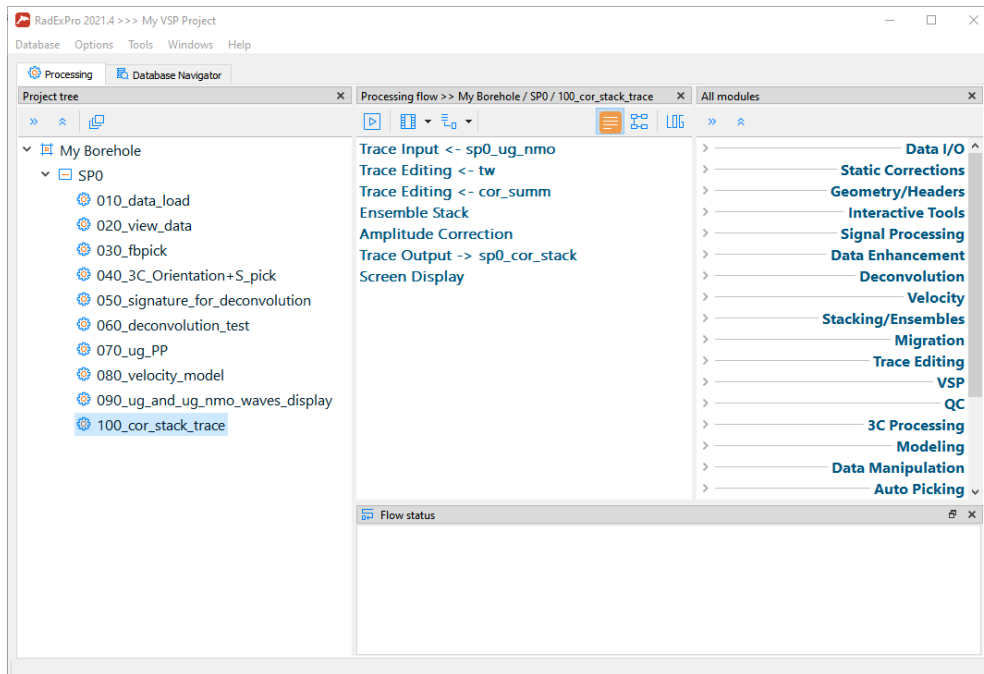 RadExPro 2021.4 >>> My VSP Project
Database Options Tools Windows Help
Processing Database Navigator
Project tree
My Borehole
SP0
010_data_load
020_view_data
030_fbpick
040_3C_Orientation+S_pick
050_signature_for_deconvolution
060_deconvolution_test
070_ug_PP
080_velocity_model
090_ug_and_ug_nmo_waves_display
100_cor_stack_trace
Processing flow >> My Borehole / SP0 / 100_cor_stack_trace
LOG
Trace Input <- sp0_ug_nmo
Trace Editing <- tw
Trace Editing <- cor_summ
Ensemble Stack
Amplitude Correction
Trace Output -> sp0_cor_stack
Screen Display
All modules
Data I/O
Static Corrections
Geometry/Headers
Interactive Tools
Signal Processing
Data Enhancement
Deconvolution
Velocity
Stacking/Ensembles
Migration
Trace Editing
VSP
QC
3C Processing
Modeling
Data Manipulation
Auto Picking
Flow status